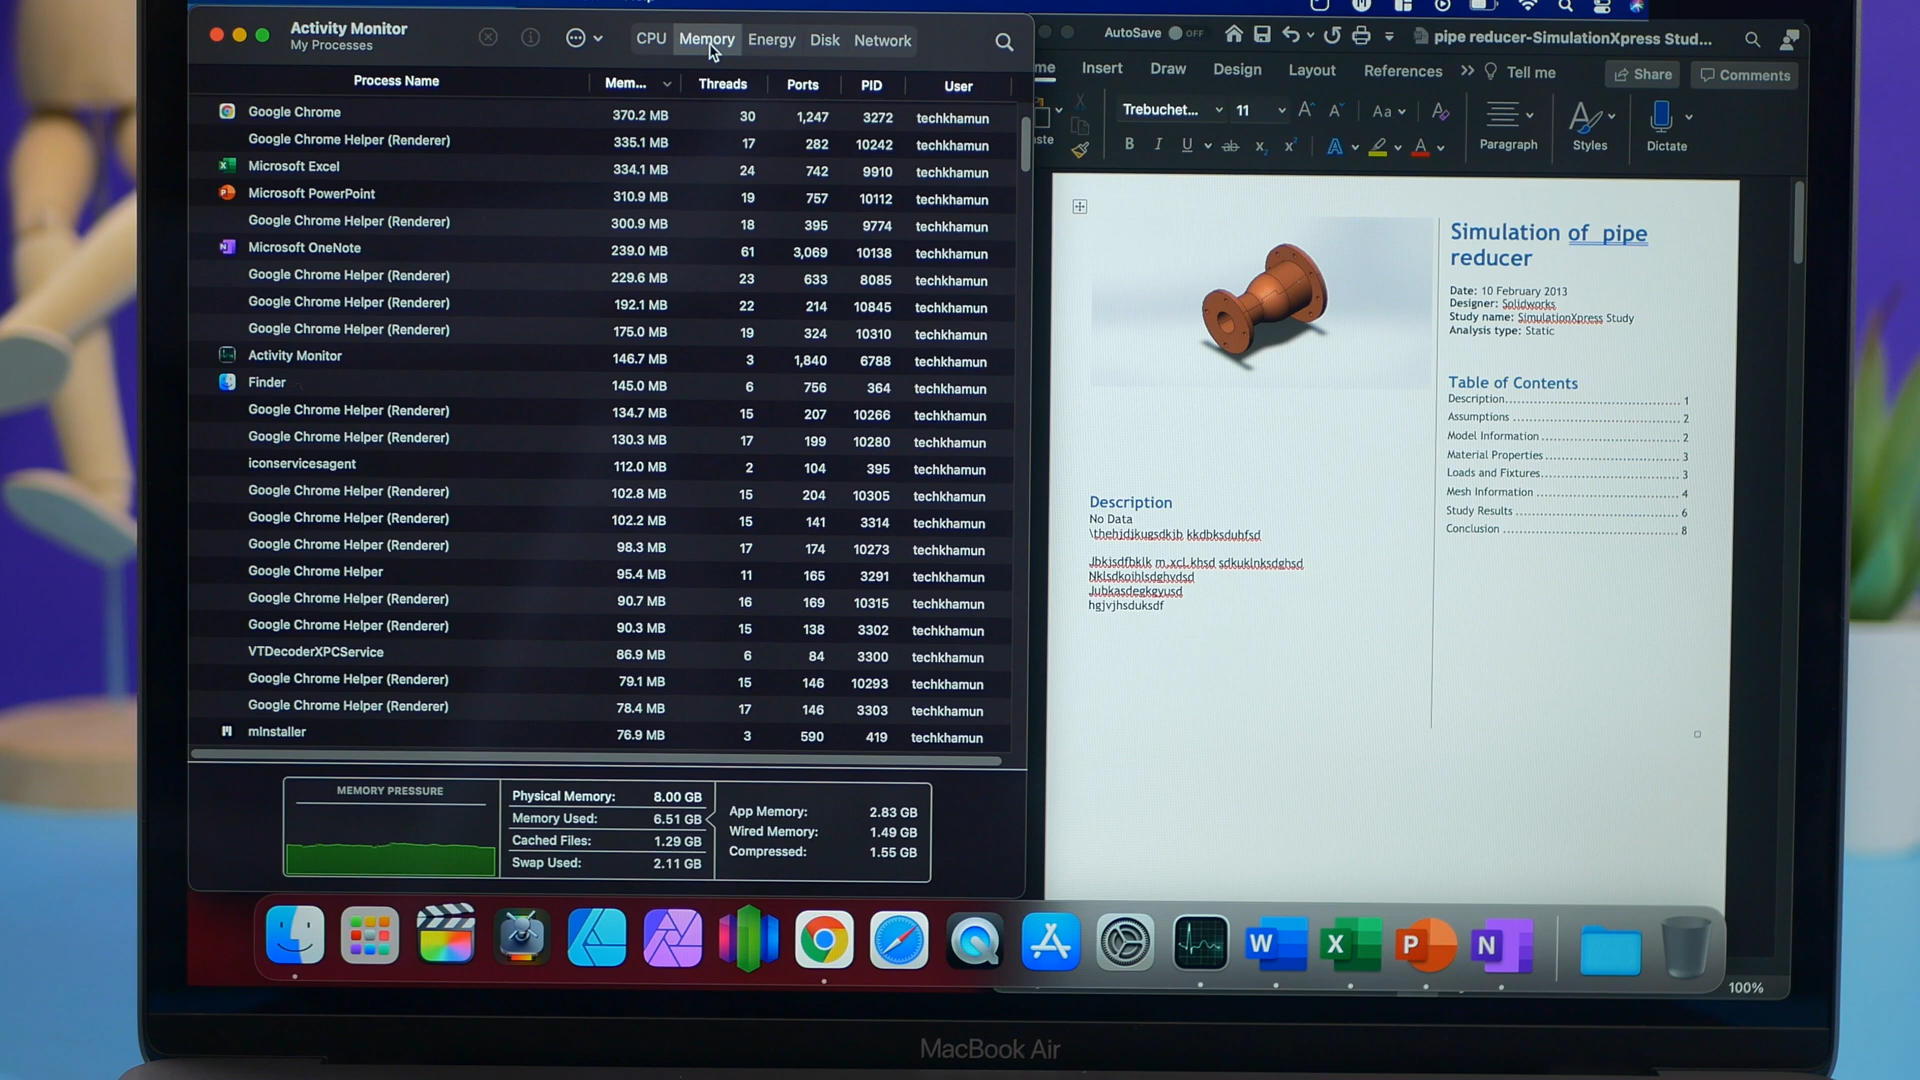 Activity Monitor
My Processes
CPU Memory Energy Disk Network
Process Name Mem... Threads Ports PID User
Google Chrome 370.2 MB 30 1,247 3272 techkhamun
Google Chrome Helper (Renderer) 335.1 MB 17 282 10242 techkhamun
Microsoft Excel 334.1 MB 24 742 9910 techkhamun
Microsoft PowerPoint 310.9 MB 19 757 10112 techkhamun
Google Chrome Helper (Renderer) 300.9 MB 18 395 9774 techkhamun
Microsoft OneNote 239.0 MB 61 3,069 10138 techkhamun
Google Chrome Helper (Renderer) 229.6 MB 23 633 8085 techkhamun
Google Chrome Helper (Renderer) 192.1 MB 22 214 10845 techkhamun
Google Chrome Helper (Renderer) 175.0 MB 19 324 10310 techkhamun
Activity Monitor 146.7 MB 3 1,840 6788 techkhamun
Finder 145.0 MB 6 756 364 techkhamun
Google Chrome Helper (Renderer) 134.7 MB 15 207 10266 techkhamun
Google Chrome Helper (Renderer) 130.3 MB 17 199 10280 techkhamun
iconservicesagent 112.0 MB 2 104 395 techkhamun
Google Chrome Helper (Renderer) 102.8 MB 15 204 10305 techkhamun
Google Chrome Helper (Renderer) 102.2 MB 15 141 3314 techkhamun
Google Chrome Helper (Renderer) 98.3 MB 17 174 10273 techkhamun
Google Chrome Helper 95.4 MB 11 165 3291 techkhamun
Google Chrome Helper (Renderer) 90.7 MB 16 169 10315 techkhamun
Google Chrome Helper (Renderer) 90.3 MB 15 138 3302 techkhamun
VTDecoderXPCService 86.9 MB 6 84 3300 techkhamun
Google Chrome Helper (Renderer) 79.1 MB 15 146 10293 techkhamun
Google Chrome Helper (Renderer) 78.4 MB 17 146 3303 techkhamun
mInstaller 76.9 MB 3 590 419 techkhamun
MEMORY PRESSURE
Physical Memory: 8.00 GB
Memory Used: 6.51 GB
Cached Files: 1.29 GB
Swap Used: 2.11 GB
App Memory: 2.83 GB
Wired Memory: 1.49 GB
Compressed: 1.55 GB
AutoSave OFF pipe reducer-SimulationXpress Stud...
me Insert Draw Design Layout References Tell me Share Comments
Trebuchet... 11 Aa
B I U ab x₂ x² A A
ste Paragraph Styles Dictate
Simulation of pipe
reducer
Date: 10 February 2013
Designer: Solidworks
Study name: SimulationXpress Study
Analysis type: Static
Table of Contents
Description 1
Assumptions 2
Model Information 2
Material Properties 3
Loads and Fixtures 3
Mesh Information 4
Study Results 6
Conclusion 8
Description
No Data
\thehjdjkugsdkjb kkdbksduhfsd
Jbkjsdfbklk m,xcl,khsd sdkuklnksdghsd
Nklsdkojhlsdghvdsd
Jubkasdegkgyusd
hgjvjhsduksdf
W X P N
100%
MacBook Air